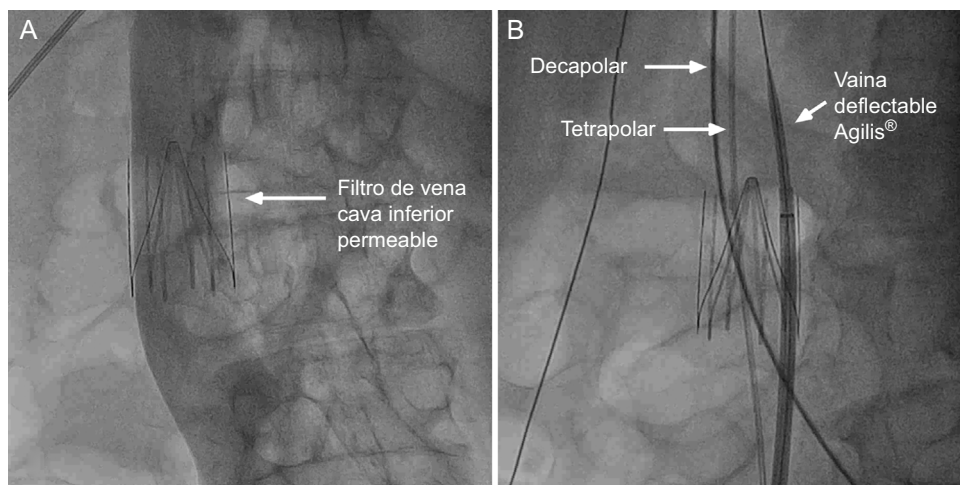 A
Filtro de vena
cava inferior
permeable
B
Decapolar
Tetrapolar
Vaina
deflectable
Agilis®